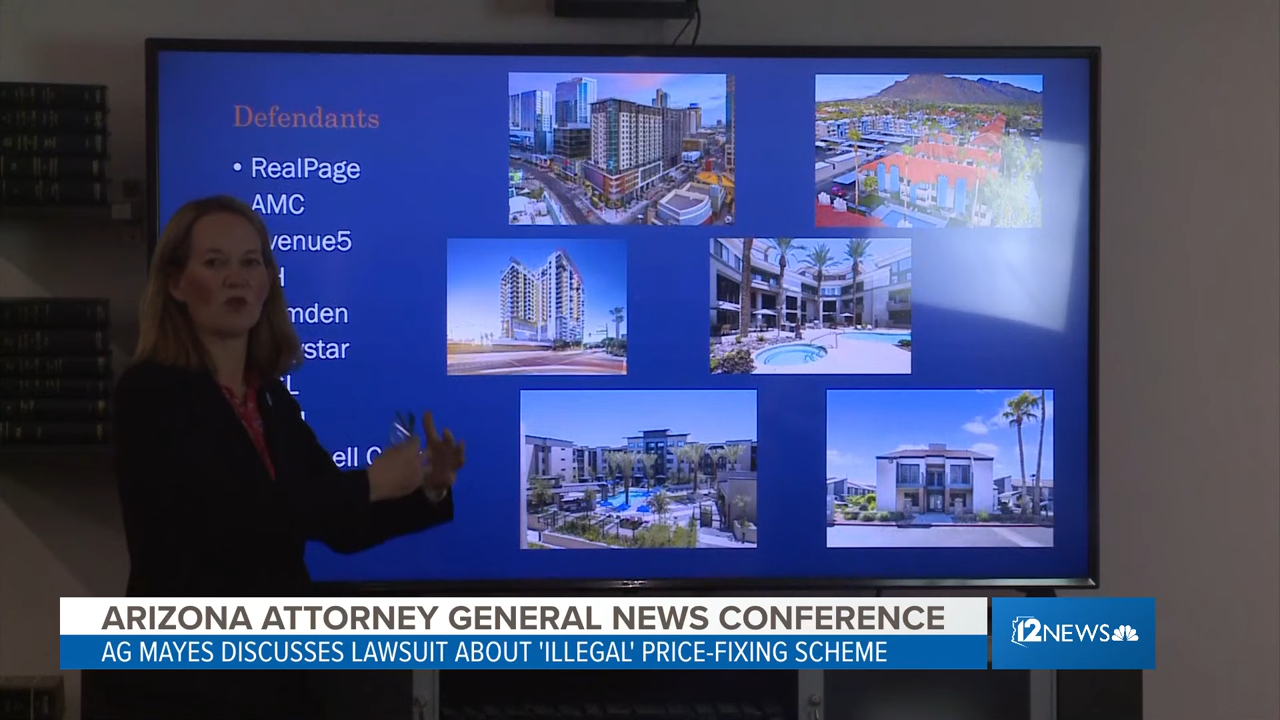 Defendants
• RealPage
AMC
venue5
H
mden
star
L
ell C
ARIZONA ATTORNEY GENERAL NEWS CONFERENCE
AG MAYES DISCUSSES LAWSUIT ABOUT 'ILLEGAL' PRICE-FIXING SCHEME
12NEWS